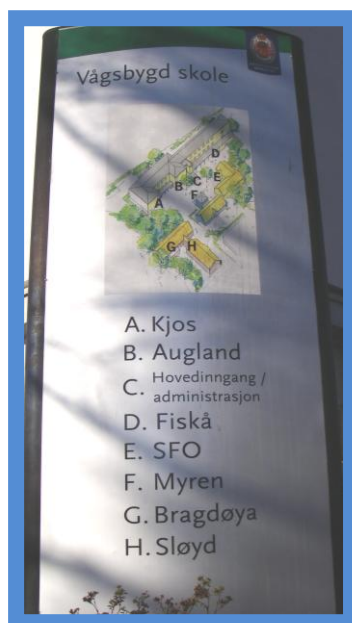 Vågsbygd skole
D
C E
B
F
A
G H
A. Kjos
B. Augland
C. Hovedinngang /
administrasjon
D. Fiskå
E. SFO
F. Myren
G. Bragdøya
H. Sløyd